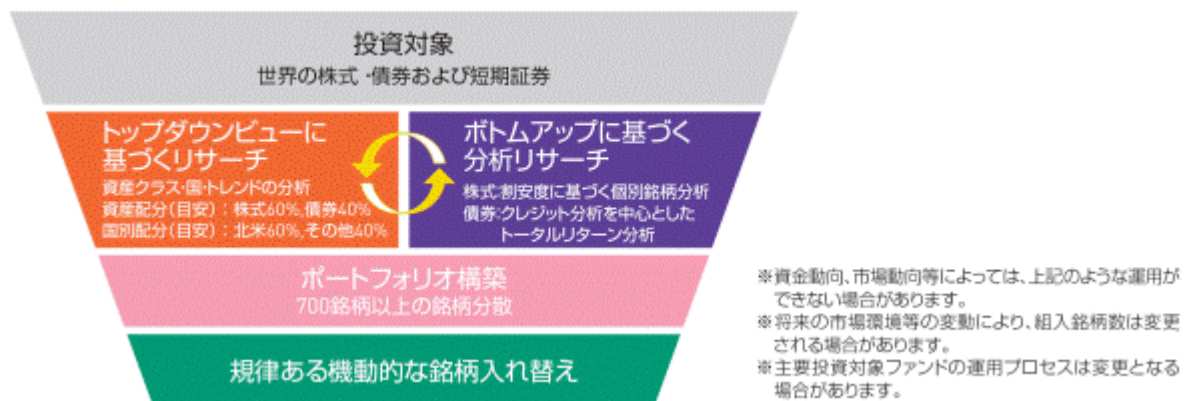 投資対象
世界の株式・債券および短期証券
トップダウンビューに
基づくリサーチ
資産クラス・国・トレンドの分析
資産配分(目安):株式60%,債券40%
国別配分(目安):北米60%,その他40%
ボトムアップに基づく
分析リサーチ
株式:割安度に基づく個別銘柄分析
債券:クレジット分析を中心とした
トータルリターン分析
ポートフォリオ構築
700銘柄以上の銘柄分散
規律ある機動的な銘柄入れ替え
※資金動向、市場動向等によっては、上記のような運用が
できない場合があります。
※将来の市場環境等の変動により、組入銘柄数は変更
される場合があります。
※主要投資対象ファンドの運用プロセスは変更となる
場合があります。